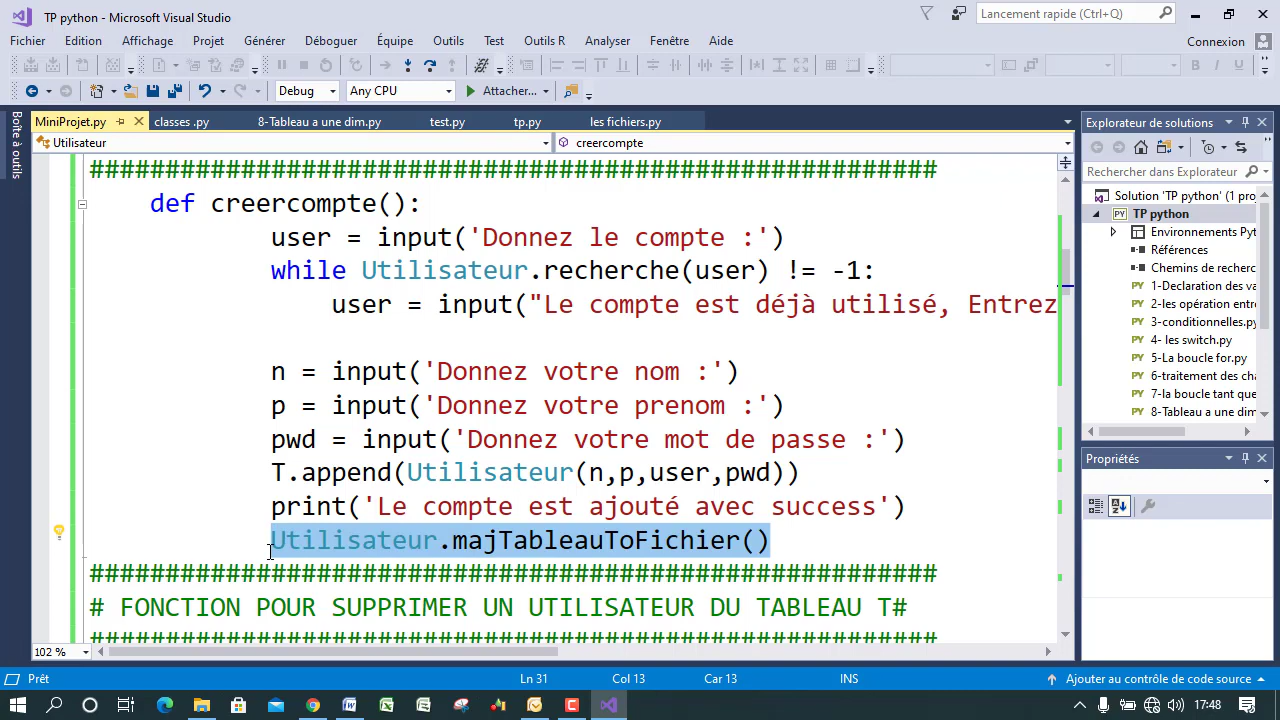 TP python - Microsoft Visual Studio
Lancement rapide (Ctrl+Q)
Fichier Edition Affichage Projet Générer Déboguer Équipe Outils Test Outils R Analyser Fenêtre Aide
Connexion
Debug Any CPU Attacher...
Boîte à outils
MiniProjet.py classes .py 8-Tableau a une dim.py test.py tp.py les fichiers.py
Utilisateur creercompte
########################################################
def creercompte():
user = input('Donnez le compte :')
while Utilisateur.recherche(user) != -1:
user = input("Le compte est déjà utilisé, Entrez
n = input('Donnez votre nom :')
p = input('Donnez votre prenom :')
pwd = input('Donnez votre mot de passe :')
T.append(Utilisateur(n,p,user,pwd))
print('Le compte est ajouté avec success')
Utilisateur.majTableauToFichier()
########################################################
# FONCTION POUR SUPPRIMER UN UTILISATEUR DU TABLEAU T#
########################################################
102 %
Explorateur de solutions
Rechercher dans Explorateur
Solution 'TP python' (1 pro
TP python
Environnements Pyt
Références
Chemins de recherc
1-Declaration des va
2-les opération entre
3-conditionnelles.py
4- les switch.py
5-La boucle for.py
6-traitement des cha
7-la boucle tant que
8-Tableau a une dim
Propriétés
Prêt Ln 31 Col 13 Car 13 INS Ajouter au contrôle de code source
17:48